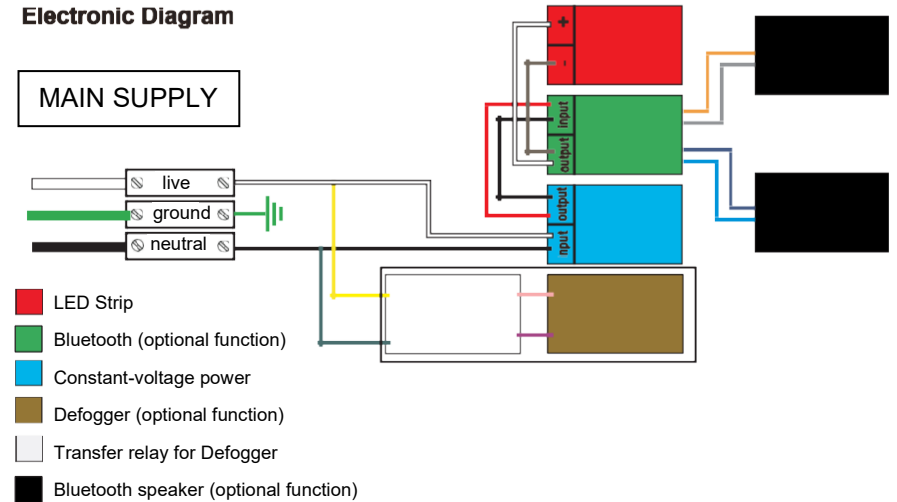 Electronic Diagram
MAIN SUPPLY
live
ground
neutral
+
-
input
output
output
nput
LED Strip
Bluetooth (optional function)
Constant-voltage power
Defogger (optional function)
Transfer relay for Defogger
Bluetooth speaker (optional function)